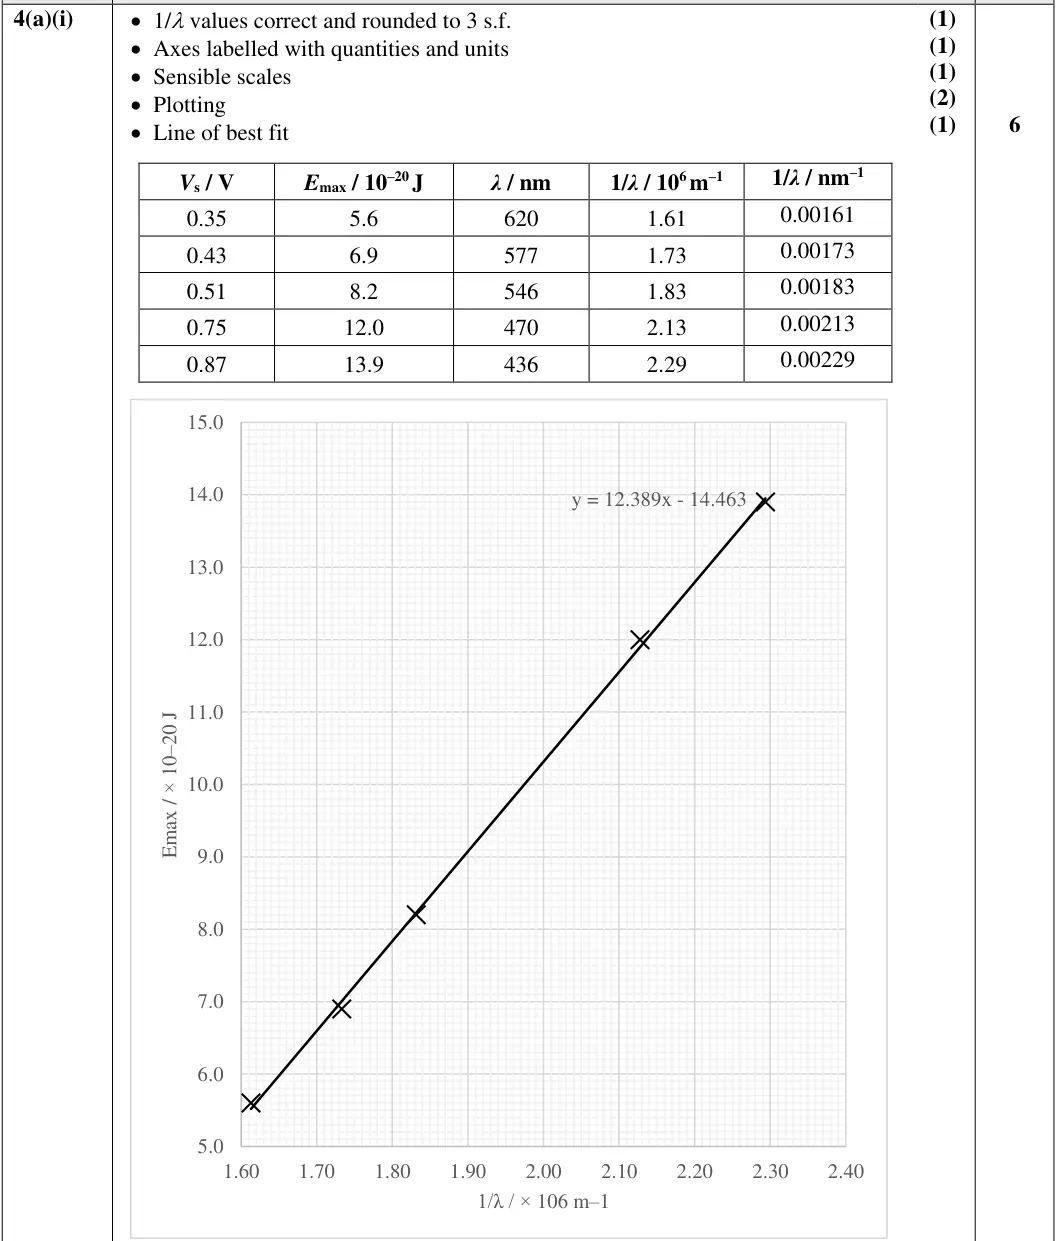 4(a)(i)
• 1/λ values correct and rounded to 3 s.f. (1)
• Axes labelled with quantities and units (1)
• Sensible scales (1)
• Plotting (2)
• Line of best fit (1) 6
Vs / V Emax / 10–20 J λ / nm 1/λ / 106 m–1 1/λ / nm–1
0.35 5.6 620 1.61 0.00161
0.43 6.9 577 1.73 0.00173
0.51 8.2 546 1.83 0.00183
0.75 12.0 470 2.13 0.00213
0.87 13.9 436 2.29 0.00229
15.0
14.0
y = 12.389x - 14.463
13.0
12.0
11.0
10.0
9.0
8.0
7.0
6.0
5.0
Emax / × 10–20 J
1.60 1.70 1.80 1.90 2.00 2.10 2.20 2.30 2.40
1/λ / × 106 m–1